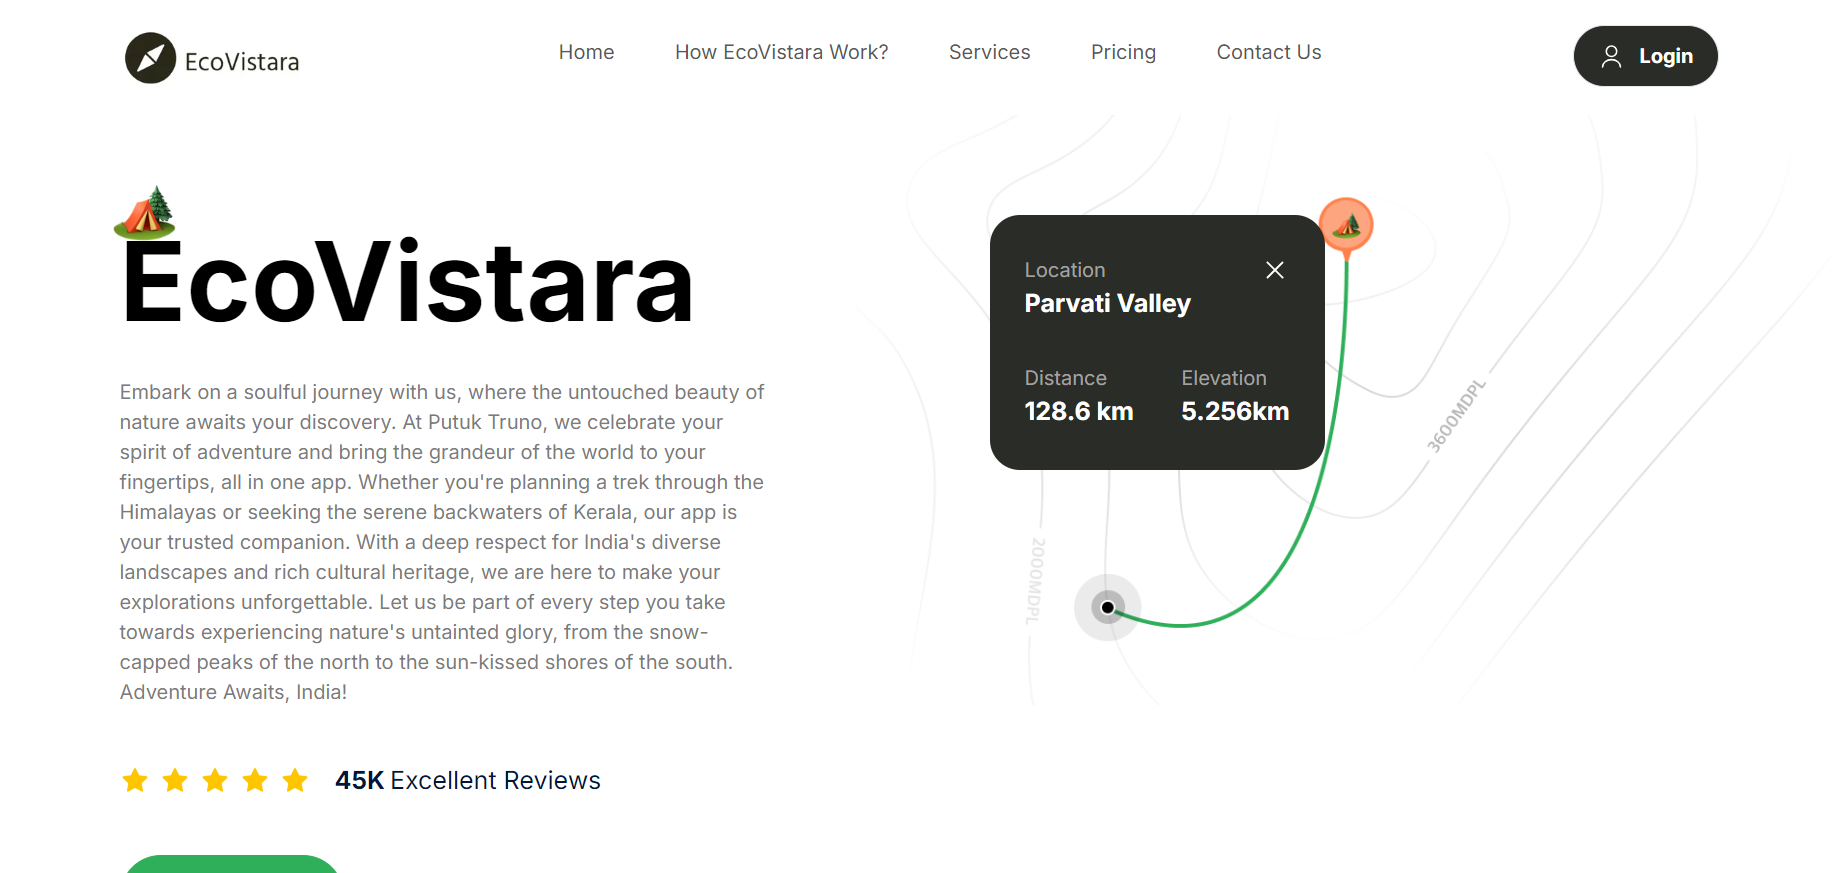 EcoVistara
Home
How EcoVistara Work?
Services
Pricing
Contact Us
Login
EcoVistara
Embark on a soulful journey with us, where the untouched beauty of
nature awaits your discovery. At Putuk Truno, we celebrate your
spirit of adventure and bring the grandeur of the world to your
fingertips, all in one app. Whether you're planning a trek through the
Himalayas or seeking the serene backwaters of Kerala, our app is
your trusted companion. With a deep respect for India's diverse
landscapes and rich cultural heritage, we are here to make your
explorations unforgettable. Let us be part of every step you take
towards experiencing nature's untainted glory, from the snow-
capped peaks of the north to the sun-kissed shores of the south.
Adventure Awaits, India!
45K Excellent Reviews
Location
Parvati Valley
Distance
Elevation
128.6 km
5.256km
3600MDPL
2000MDPL